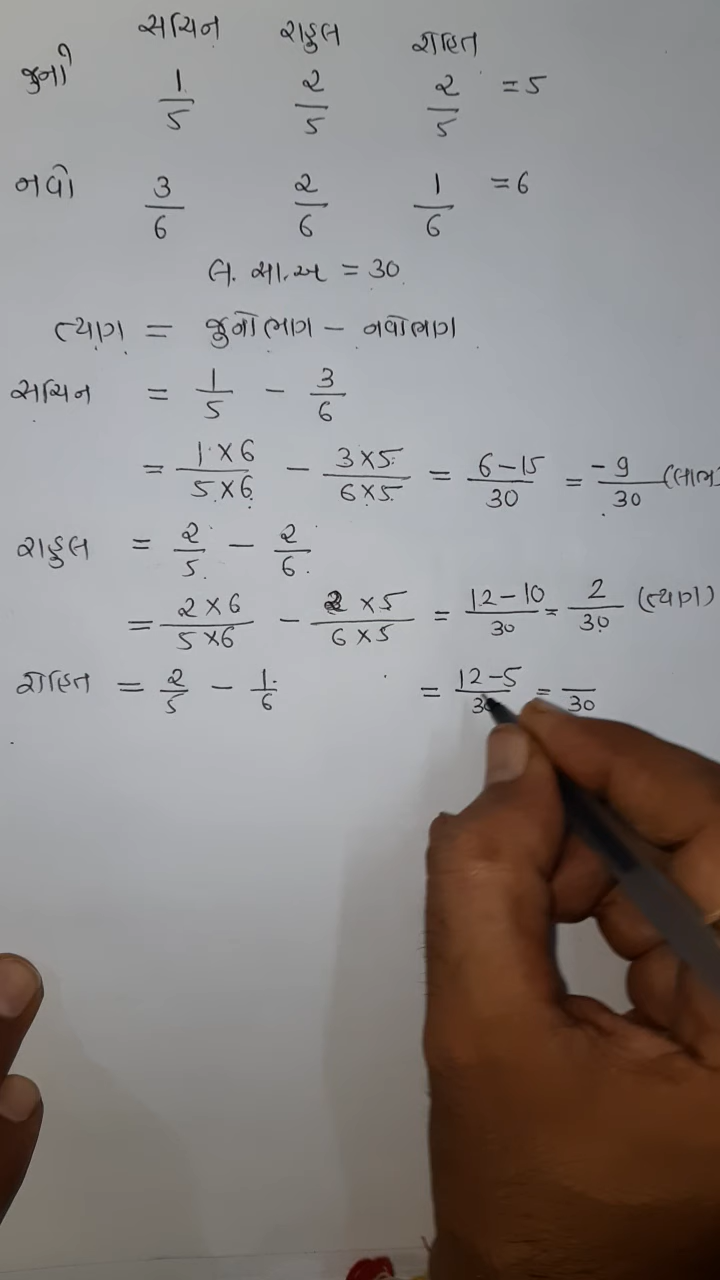 સચિન રાહુલ રાહિત
જુનો 1/5 2/5 2/5 = 5
નવો 3/6 2/6 1/6 = 6
લ. સા.અ = 30
ત્યાગ = જુનોભાગ - નવોભાગ
સચિન = 1/5 - 3/6
= 1 × 6/5 × 6 - 3 × 5/6 × 5 = 6 - 15/30 = -9/30 (લાભ
રાહુલ = 2/5 - 2/6
= 2 × 6/5 × 6 - 2 × 5/6 × 5 = 12 - 10/30 = 2/30 (ત્યાગ)
રાહિત = 2/5 - 1/6 = 12 - 5/30 = /30